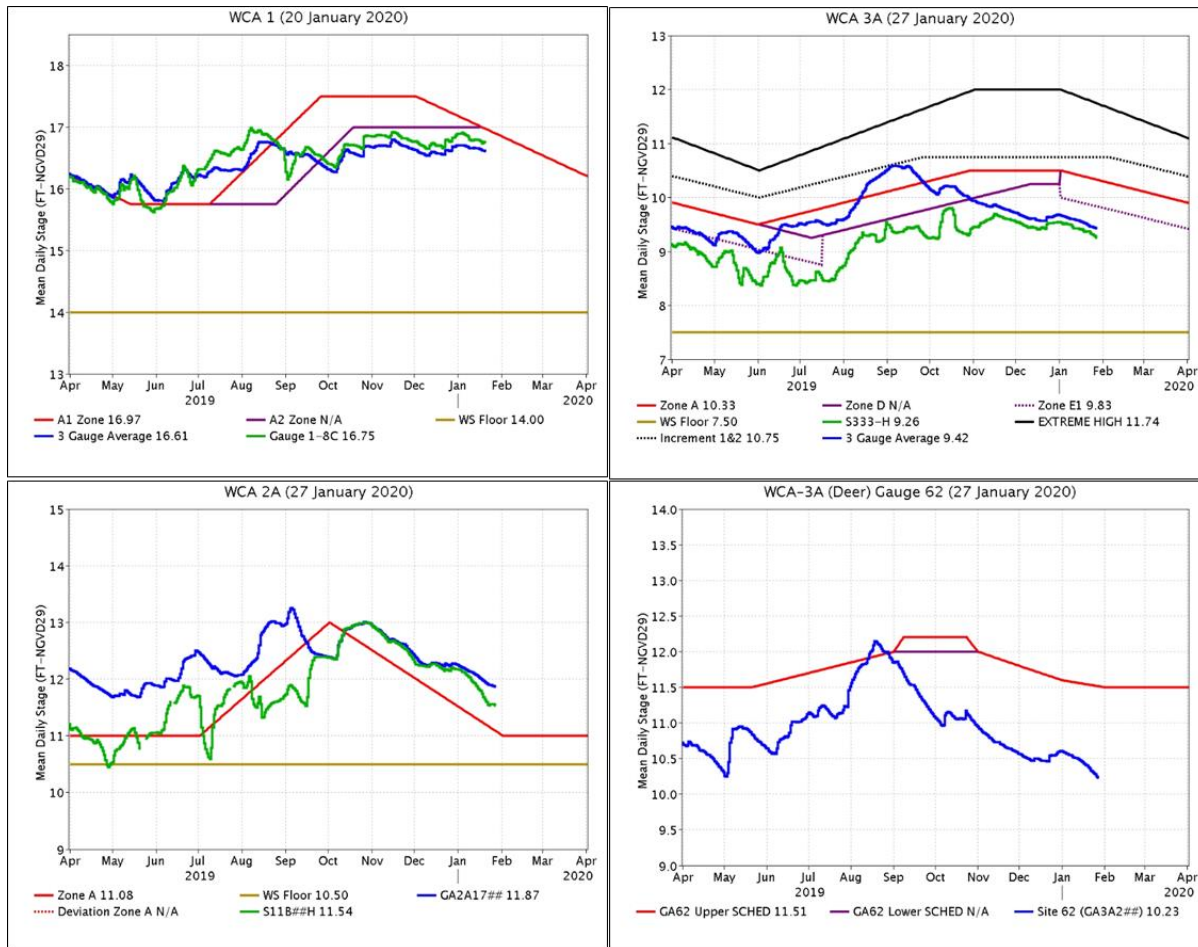 WCA 1 (20 January 2020)
18
17
16
15
14
13
Mean Daily Stage (FT-NGVD29)
Apr May Jun Jul Aug Sep Oct Nov Dec Jan Feb Mar Apr
2019 2020
A1 Zone 16.97 A2 Zone N/A WS Floor 14.00
3 Gauge Average 16.61 Gauge 1-8C 16.75
WCA 3A (27 January 2020)
13
12
11
10
9
8
7
Mean Daily Stage (FT-NGVD29)
Apr May Jun Jul Aug Sep Oct Nov Dec Jan Feb Mar Apr
2019 2020
Zone A 10.33 Zone D N/A Zone E1 9.83
WS Floor 7.50 S333-H 9.26 EXTREME HIGH 11.74
Increment 1&2 10.75 3 Gauge Average 9.42
WCA 2A (27 January 2020)
15
14
13
12
11
10
9
Mean Daily Stage (FT-NGVD29)
Apr May Jun Jul Aug Sep Oct Nov Dec Jan Feb Mar Apr
2019 2020
Zone A 11.08 WS Floor 10.50 GA2A17## 11.87
Deviation Zone A N/A S11B##H 11.54
WCA-3A (Deer) Gauge 62 (27 January 2020)
14.0
13.5
13.0
12.5
12.0
11.5
11.0
10.5
10.0
9.5
9.0
Mean Daily Stage (FT-NGVD29)
Apr May Jun Jul Aug Sep Oct Nov Dec Jan Feb Mar Apr
2019 2020
GA62 Upper SCHED 11.51 GA62 Lower SCHED N/A Site 62 (GA3A2##) 10.23